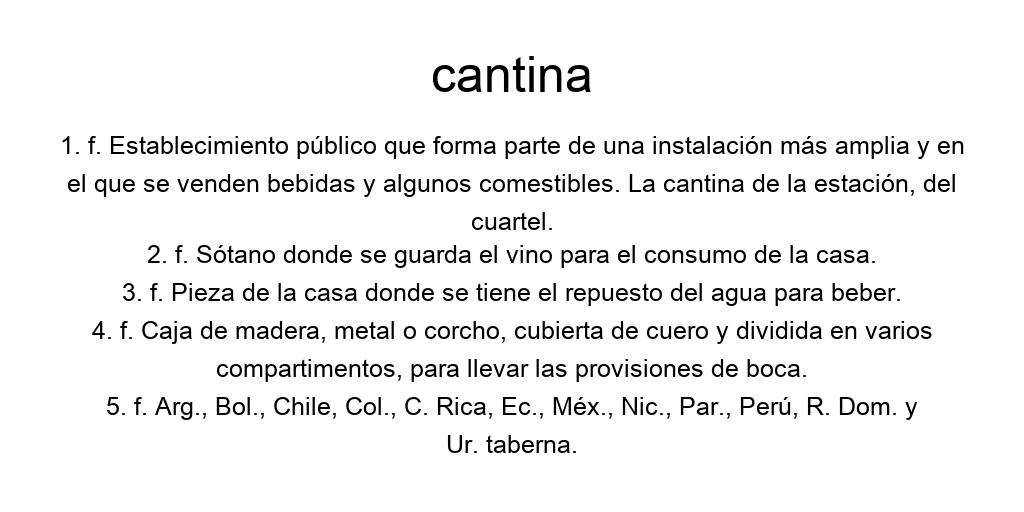 cantina
1. f. Establecimiento público que forma parte de una instalación más amplia y en
el que se venden bebidas y algunos comestibles. La cantina de la estación, del
cuartel.
2. f. Sótano donde se guarda el vino para el consumo de la casa.
3. f. Pieza de la casa donde se tiene el repuesto del agua para beber.
4. f. Caja de madera, metal o corcho, cubierta de cuero y dividida en varios
compartimentos, para llevar las provisiones de boca.
5. f. Arg., Bol., Chile, Col., C. Rica, Ec., Méx., Nic., Par., Perú, R. Dom. y
Ur. taberna.